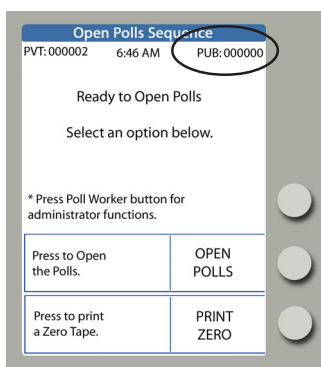 Open Polls Sequence
PVT: 000002 6:46 AM PUB: 000000
Ready to Open Polls
Select an option below.
* Press Poll Worker button for
administrator functions.
Press to Open
the Polls.
OPEN
POLLS
Press to print
a Zero Tape.
PRINT
ZERO